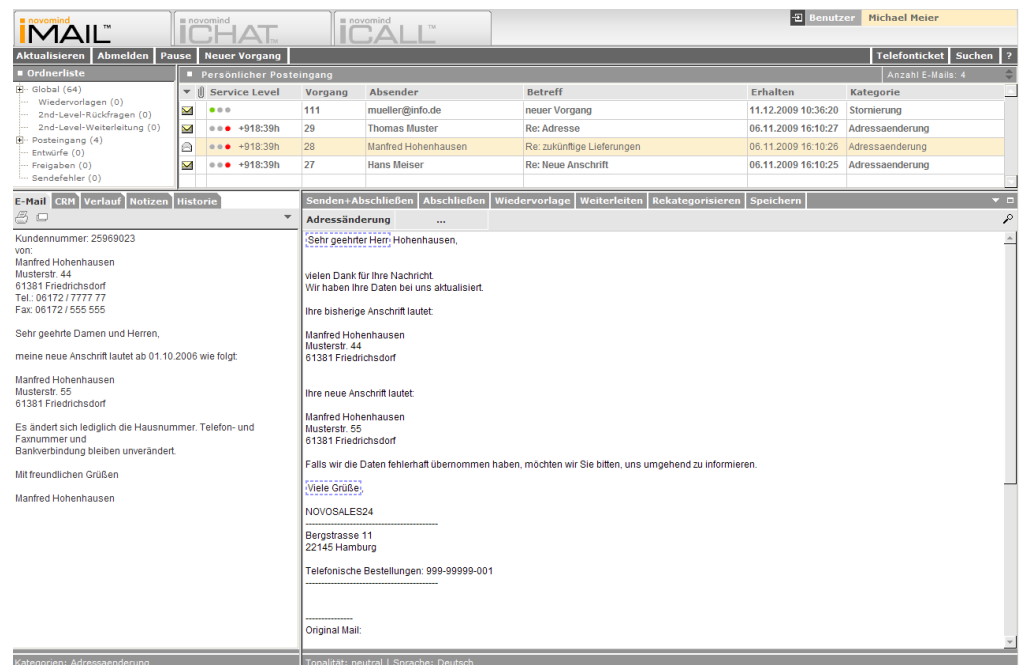 novomind
iMAIL™
novomind
iCHAT™
novomind
iCALL™
Benutzer Michael Meier
Aktualisieren Abmelden Pause Neuer Vorgang Telefonticket Suchen ?
Ordnerliste
Global (64)
Wiedervorlagen (0)
2nd-Level-Rückfragen (0)
2nd-Level-Weiterleitung (0)
Posteingang (4)
Entwürfe (0)
Freigaben (0)
Sendefehler (0)
Persönlicher Posteingang Anzahl E-Mails: 4
Service Level Vorgang Absender Betreff Erhalten Kategorie
111 mueller@info.de neuer Vorgang 11.12.2009 10:36:20 Stornierung
+918:39h 29 Thomas Muster Re: Adresse 06.11.2009 16:10:27 Adressaenderung
+918:39h 28 Manfred Hohenhausen Re: zukünftige Lieferungen 06.11.2009 16:10:26 Adressaenderung
+918:39h 27 Hans Meiser Re: Neue Anschrift 06.11.2009 16:10:25 Adressaenderung
E-Mail CRM Verlauf Notizen Historie
Kundennummer: 25969023
von:
Manfred Hohenhausen
Musterstr. 44
61381 Friedrichsdorf
Tel.: 06172 / 7777 77
Fax: 06172 / 555 555
Sehr geehrte Damen und Herren,
meine neue Anschrift lautet ab 01.10.2006 wie folgt:
Manfred Hohenhausen
Musterstr. 55
61381 Friedrichsdorf
Es ändert sich lediglich die Hausnummer. Telefon- und
Faxnummer und
Bankverbindung bleiben unverändert.
Mit freundlichen Grüßen
Manfred Hohenhausen
Kategorien: Adressaenderung
Senden+Abschließen Abschließen Wiedervorlage Weiterleiten Rekategorisieren Speichern
Adressänderung ...
Sehr geehrter Herr Hohenhausen,
vielen Dank für Ihre Nachricht.
Wir haben Ihre Daten bei uns aktualisiert.
Ihre bisherige Anschrift lautet:
Manfred Hohenhausen
Musterstr. 44
61381 Friedrichsdorf
Ihre neue Anschrift lautet:
Manfred Hohenhausen
Musterstr. 55
61381 Friedrichsdorf
Falls wir die Daten fehlerhaft übernommen haben, möchten wir Sie bitten, uns umgehend zu informieren.
Viele Grüße,
NOVOSALES24
------------------------------------------
Bergstrasse 11
22145 Hamburg
Telefonische Bestellungen: 999-99999-001
------------------------------------------
---------------
Original Mail:
Tonalität: neutral | Sprache: Deutsch